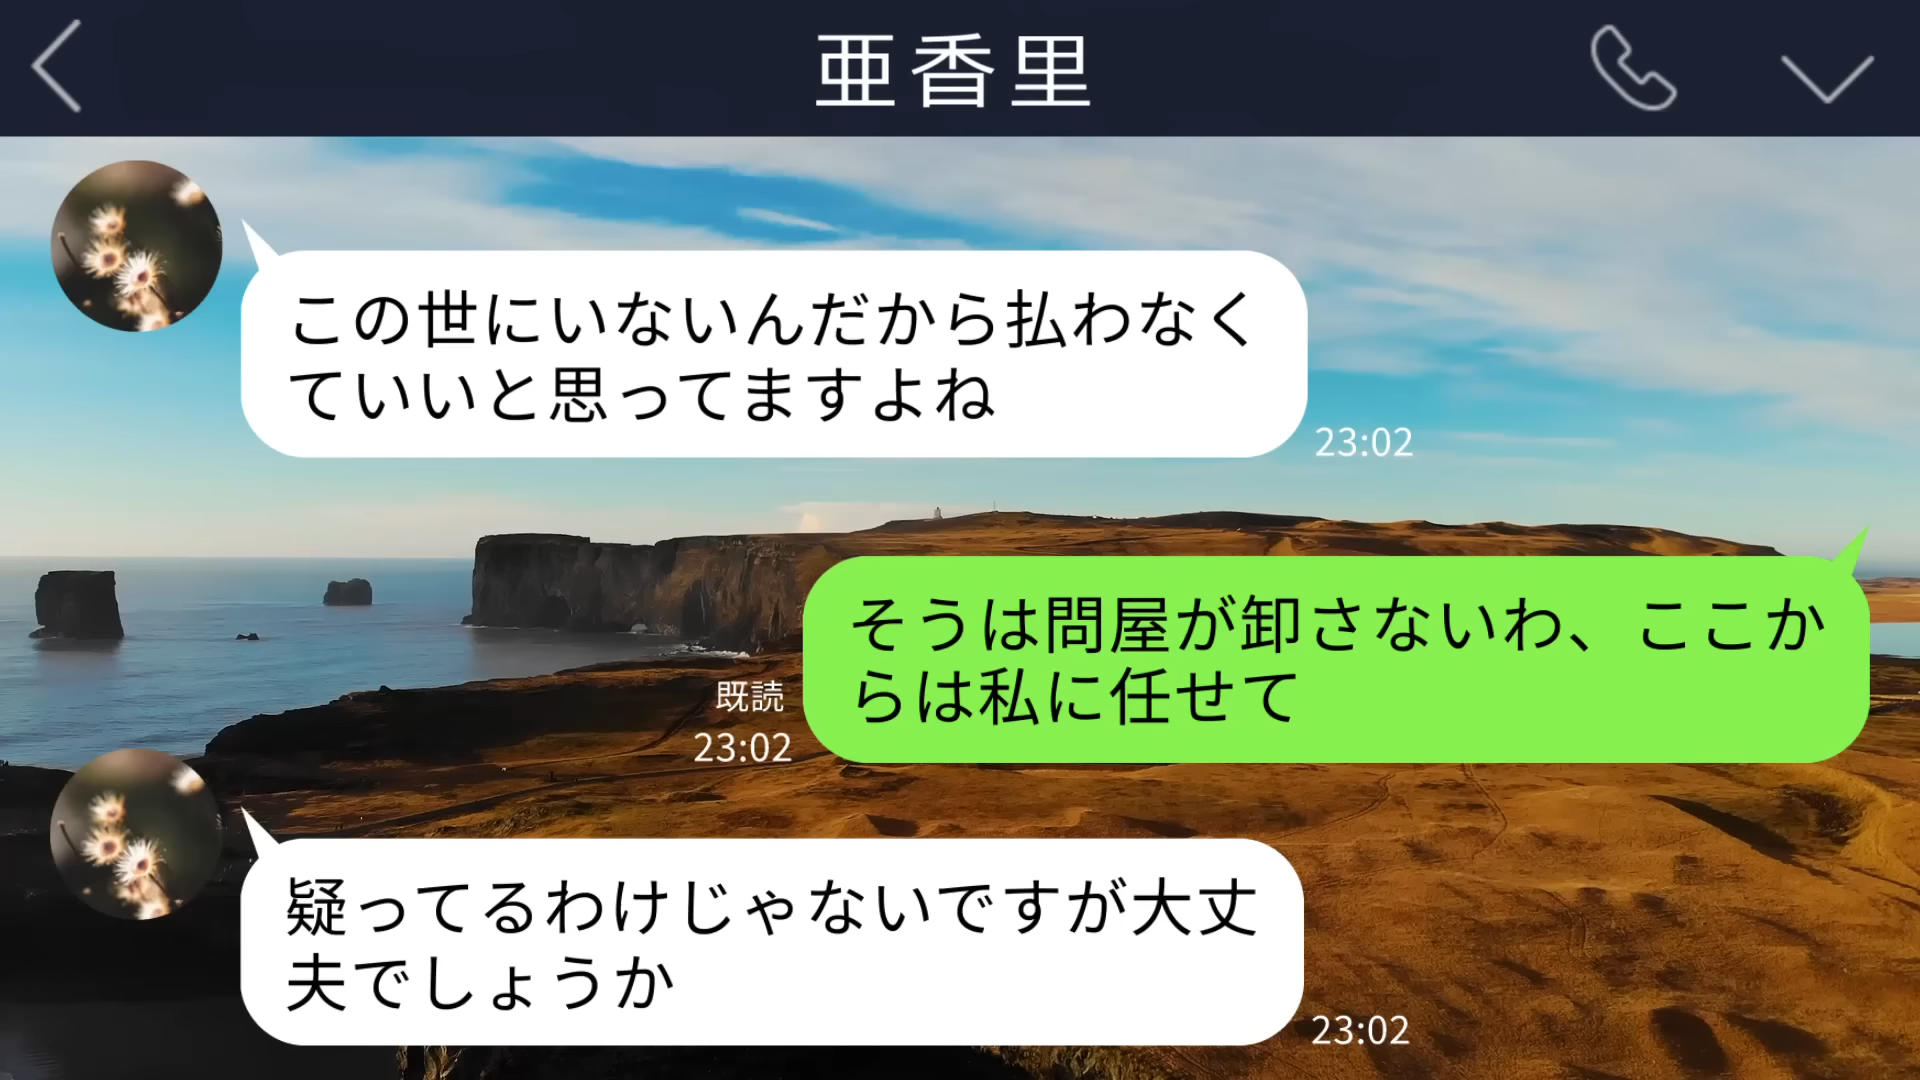 亜香里
この世にいないんだから払わなく
ていいと思ってますよね
23:02
そうは問屋が卸さないわ、ここか
らは私に任せて
既読
23:02
疑ってるわけじゃないですが大丈
夫でしょうか
23:02